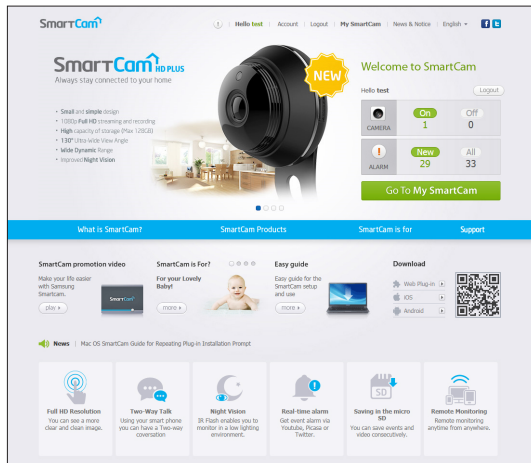 SmartCam
Hello test | Account | Logout | My SmartCam | News & Notice | English
SmartCam HD PLUS
Always stay connected to your home
NEW
• Small and simple design
• 1080p Full HD streaming and recording
• High capacity of storage (Max 128GB)
• 130° Ultra-Wide View Angle
• Wide Dynamic Range
• Improved Night Vision
Welcome to SmartCam
Hello test
Logout
CAMERA
On
1
Off
0
ALARM
New
29
All
33
Go To My SmartCam
What is SmartCam?
SmartCam Products
SmartCam is for
Support
SmartCam promotion video
Make your life easier
with Samsung
Smartcam.
play
SmartCam
SmartCam is For?
For your Lovely
Baby!
more
Easy guide
Easy guide for the
SmartCam setup
and use
more
Download
Web Plug-in
iOS
Android
News | Mac OS SmartCam Guide for Repeating Plug-in Installation Prompt
Full HD Resolution
You can see a more
clear and clean image.
Two-Way Talk
Using your smart phone
you can have a Two-way
coversation
Night Vision
IR Flash enables you to
monitor in a low lighting
environment.
Real-time alarm
Get event alarm via
Youtube, Picasa or
Twitter.
SD
Saving in the micro
SD
You can save events and
video consecutively.
Remote Monitoring
Remote monitoring
anytime from anywhere.